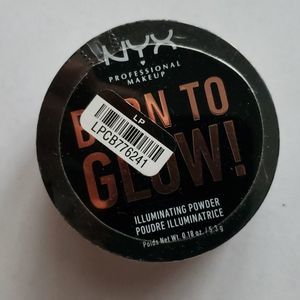 NYX
PROFESSIONAL MAKEUP
BORN TO
LP
LPCB776241
GLOW!
ILLUMINATING POWDER
POUDRE ILLUMINATRICE
Poids Net Wt. 0.18 oz / 5.3 g